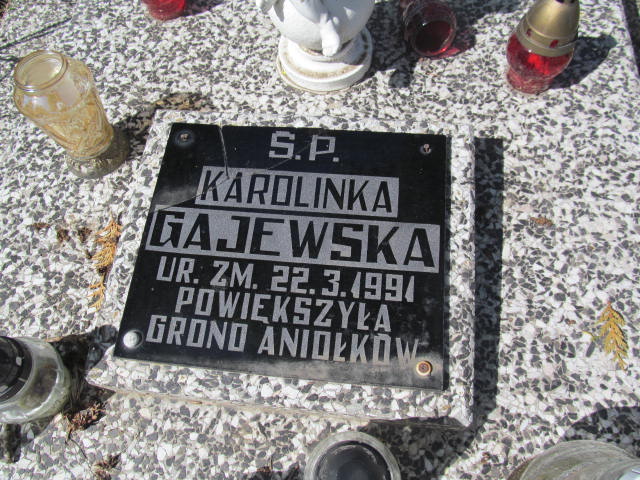 Ś.P.
KAROLINKA
GAJEWSKA
UR. ZM. 22.3.1991
POWIĘKSZYŁA
GRONO ANIOŁKÓW